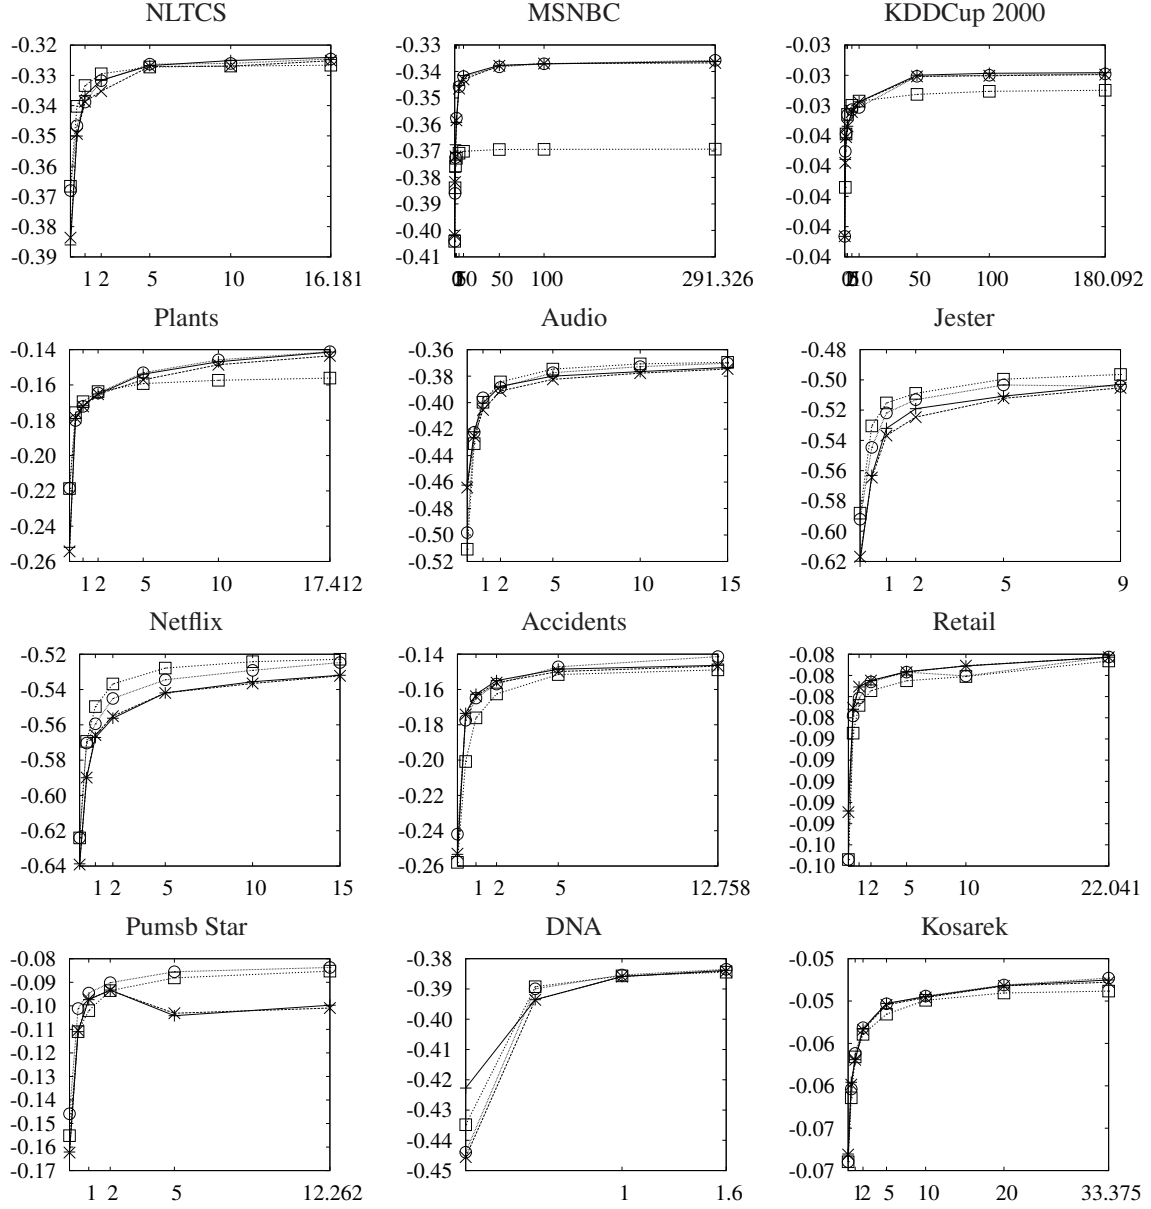 NLTCS MSNBC KDDCup 2000
-0.32 -0.33 -0.03
-0.33 -0.34 -0.03
-0.34 -0.35 -0.03
-0.35 -0.36 -0.04
-0.36 -0.37 -0.04
-0.37 -0.38 -0.04
-0.38 -0.39 -0.04
-0.39 -0.40 -0.04
-0.41
1 2 5 10 16.181 50 100 291.326 10 50 100 180.092
Plants Audio Jester
-0.14 -0.36 -0.48
-0.16 -0.38 -0.50
-0.18 -0.40 -0.52
-0.20 -0.42 -0.54
-0.22 -0.44 -0.56
-0.24 -0.46 -0.58
-0.26 -0.48 -0.60
-0.50 -0.62
-0.52
1 2 5 10 17.412 1 2 5 10 15 1 2 5 9
Netflix Accidents Retail
-0.52 -0.14 -0.08
-0.54 -0.16 -0.08
-0.56 -0.18 -0.08
-0.58 -0.20 -0.08
-0.60 -0.22 -0.09
-0.62 -0.24 -0.09
-0.64 -0.26 -0.09
-0.09
-0.09
-0.10
-0.10
1 2 5 10 15 1 2 5 12.758 1 2 5 10 22.041
Pumsb Star DNA Kosarek
-0.08 -0.38 -0.05
-0.09 -0.39 -0.05
-0.10 -0.40 -0.06
-0.11 -0.41 -0.06
-0.12 -0.42 -0.07
-0.13 -0.43 -0.07
-0.14 -0.44
-0.15 -0.45
-0.16
-0.17
1 2 5 12.262 1 1.6 1 2 5 10 20 33.375